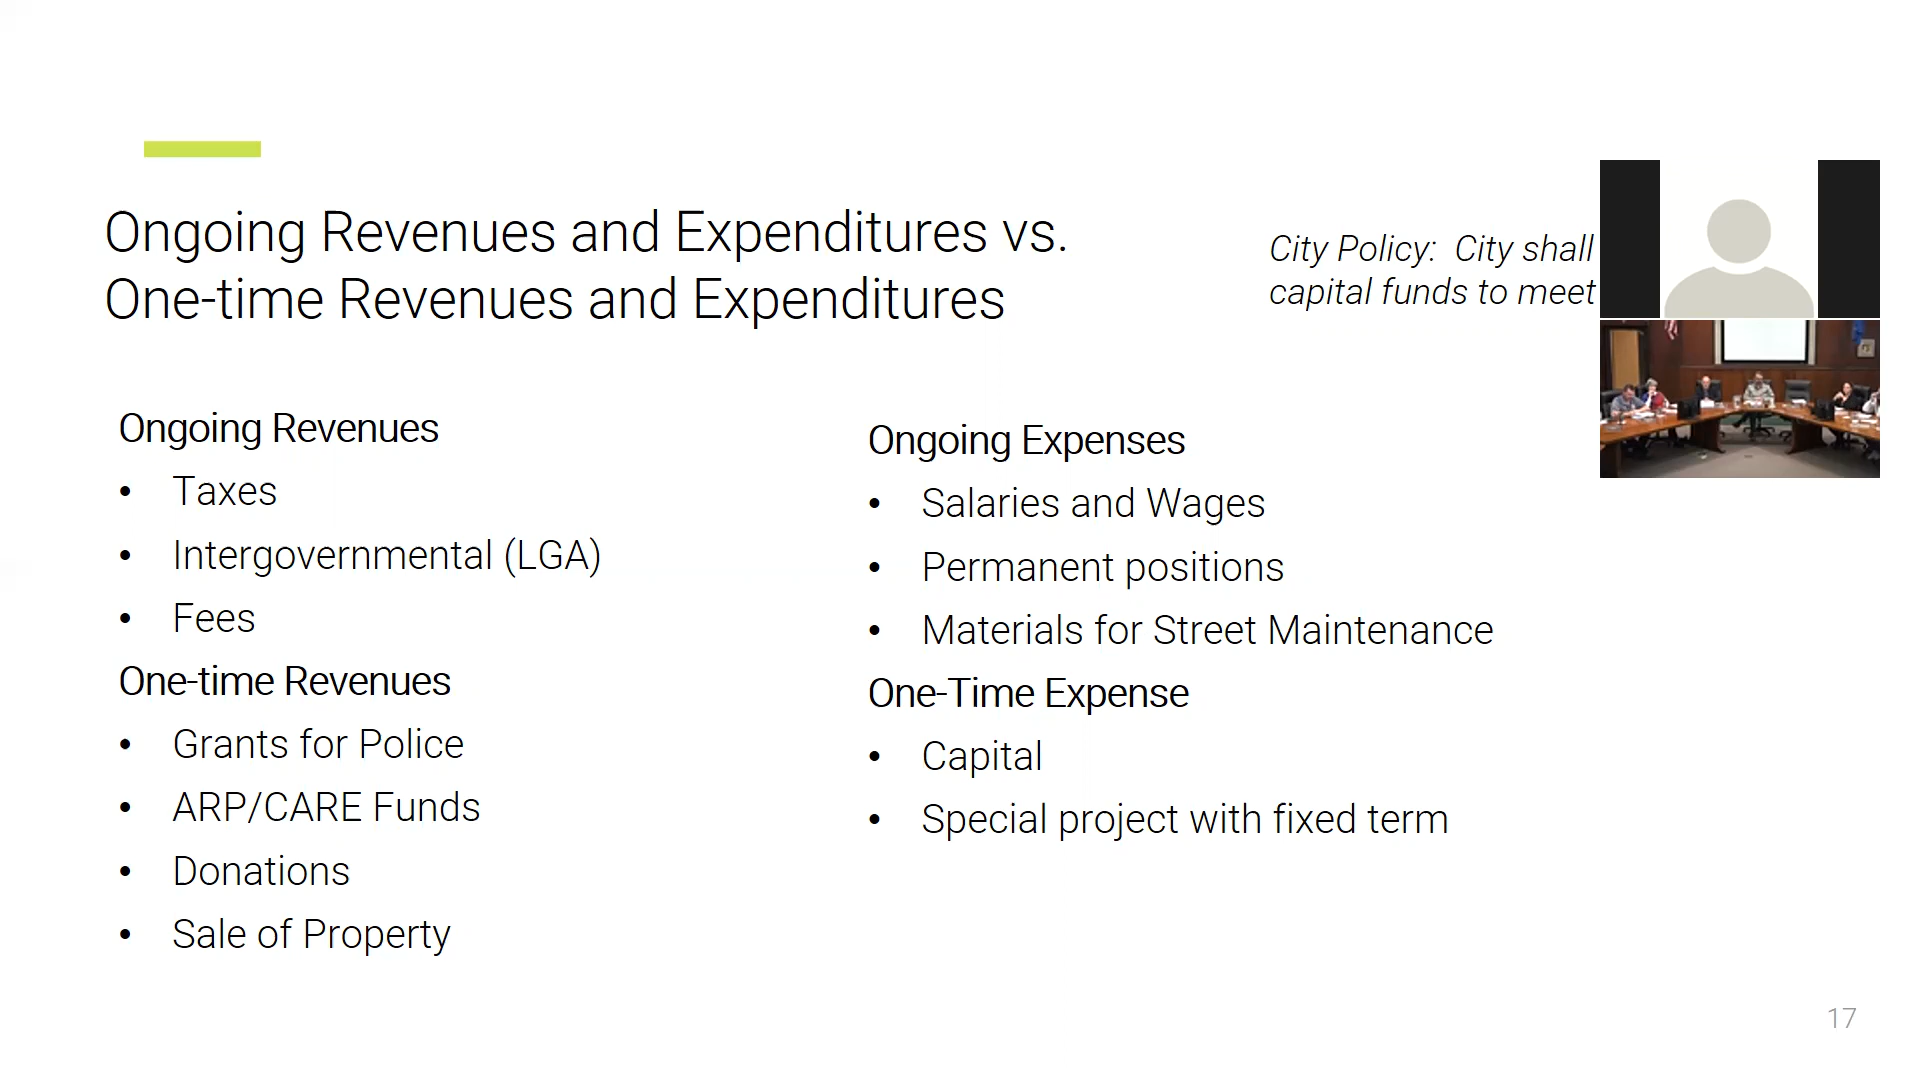 Ongoing Revenues and Expenditures vs.
One-time Revenues and Expenditures
City Policy: City shall
capital funds to meet
Ongoing Revenues
• Taxes
• Intergovernmental (LGA)
• Fees
One-time Revenues
• Grants for Police
• ARP/CARE Funds
• Donations
• Sale of Property
Ongoing Expenses
• Salaries and Wages
• Permanent positions
• Materials for Street Maintenance
One-Time Expense
• Capital
• Special project with fixed term
17